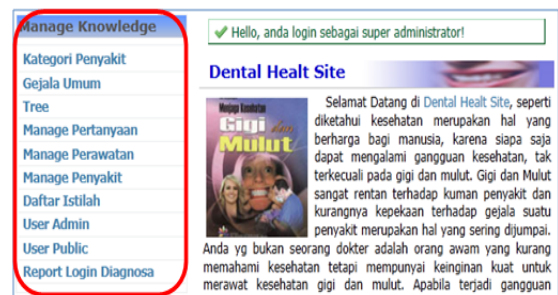 Manage Knowledge
Kategori Penyakit
Gejala Umum
Tree
Manage Pertanyaan
Manage Perawatan
Manage Penyakit
Daftar Istilah
User Admin
User Public
Report Login Diagnosa
Hello, anda login sebagai super administrator!
Dental Healt Site
Menjaga Kesehatan
Gigi dan
Mulut
Selamat Datang di Dental Healt Site, seperti
diketahui kesehatan merupakan hal yang
berharga bagi manusia, karena siapa saja
dapat mengalami gangguan kesehatan, tak
terkecuali pada gigi dan mulut. Gigi dan Mulut
sangat rentan terhadap kuman penyakit dan
kurangnya kepekaan terhadap gejala suatu
penyakit merupakan hal yang sering dijumpai.
Anda yg bukan seorang dokter adalah orang awam yang kurang
memahami kesehatan tetapi mempunyai keinginan kuat untuk
merawat kesehatan gigi dan mulut. Apabila terjadi gangguan